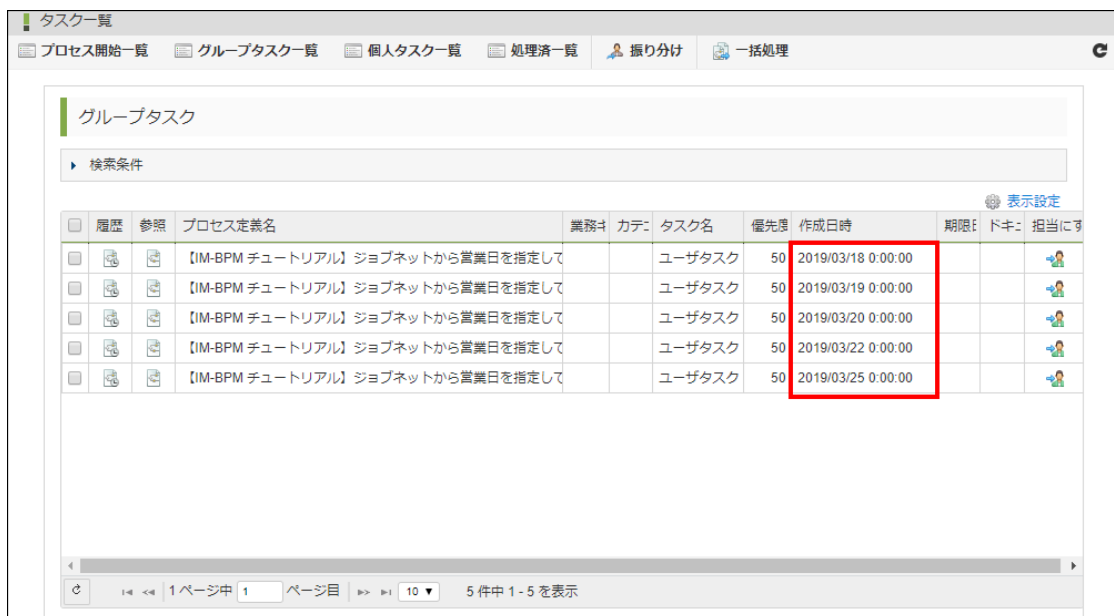 タスク一覧
プロセス開始一覧 グループタスク一覧 個人タスク一覧 処理済一覧 振り分け 一括処理
グループタスク
検索条件
表示設定
履歴 参照 プロセス定義名 業務 カテ タスク名 優先度 作成日時 期限 ドキ 担当にす
【IM-BPM チュートリアル】ジョブネットから営業日を指定して ユーザタスク 50 2019/03/18 0:00:00
【IM-BPM チュートリアル】ジョブネットから営業日を指定して ユーザタスク 50 2019/03/19 0:00:00
【IM-BPM チュートリアル】ジョブネットから営業日を指定して ユーザタスク 50 2019/03/20 0:00:00
【IM-BPM チュートリアル】ジョブネットから営業日を指定して ユーザタスク 50 2019/03/22 0:00:00
【IM-BPM チュートリアル】ジョブネットから営業日を指定して ユーザタスク 50 2019/03/25 0:00:00
1 ページ中 1 ページ目 10 5 件中 1 - 5 を表示